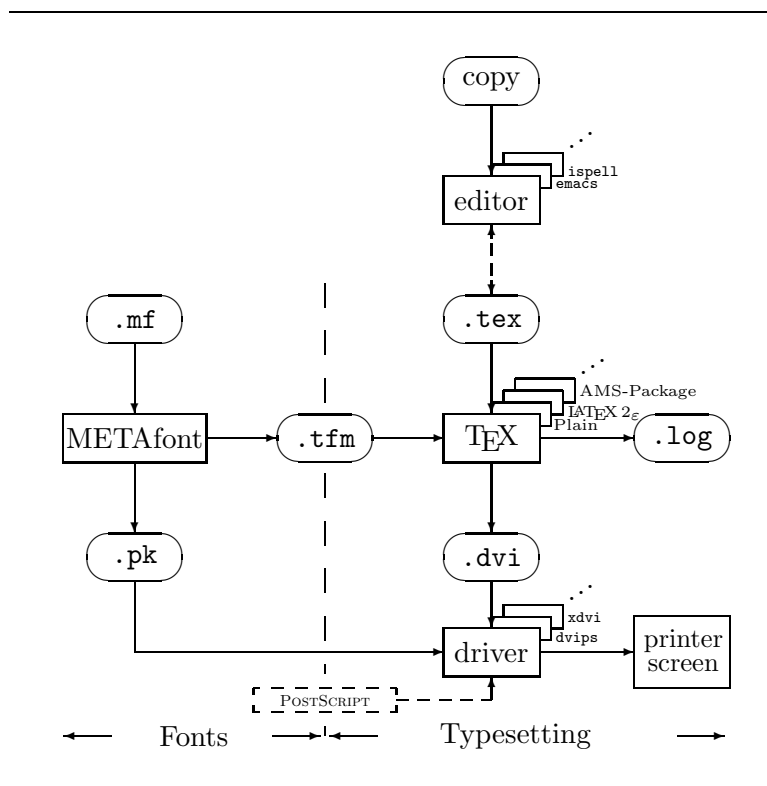 copy
ispell
emacs
editor
.mf
.tex
AMS-Package
LATEX 2ε
Plain
METAfont
.tfm
TEX
.log
.pk
.dvi
xdvi
dvips
driver
printer
screen
POSTSCRIPT
Fonts
Typesetting